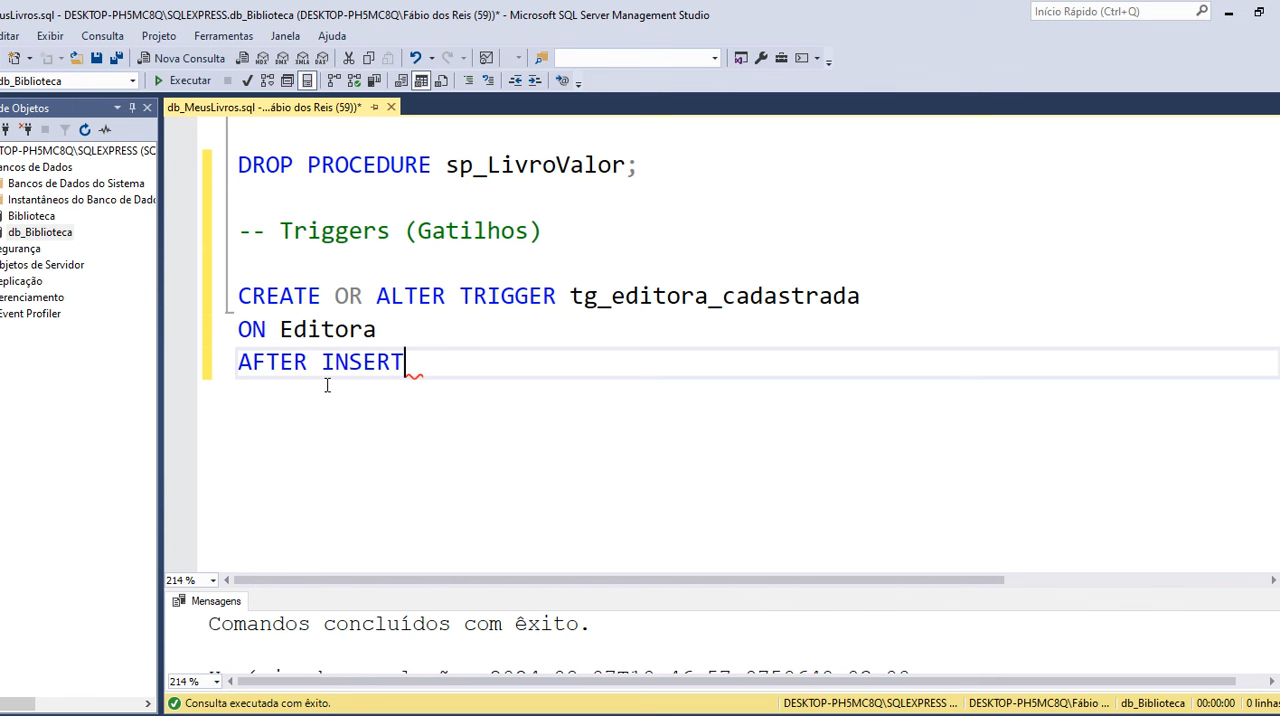 eusLivros.sql - DESKTOP-PH5MC8Q\SQLEXPRESS.db_Biblioteca (DESKTOP-PH5MC8Q\Fábio dos Reis (59))* - Microsoft SQL Server Management Studio
Início Rápido (Ctrl+Q)
ditar Exibir Consulta Projeto Ferramentas Janela Ajuda
Nova Consulta
db_Biblioteca Executar
de Objetos
db_MeusLivros.sql -...ábio dos Reis (59))*
TOP-PH5MC8Q\SQLEXPRESS (SC
ancos de Dados
Bancos de Dados do Sistema
Instantâneos do Banco de Dado
Biblioteca
db_Biblioteca
egurança
bjetos de Servidor
eplicação
erenciamento
Event Profiler
DROP PROCEDURE sp_LivroValor;
-- Triggers (Gatilhos)
CREATE OR ALTER TRIGGER tg_editora_cadastrada
ON Editora
AFTER INSERT
214 %
Mensagens
Comandos concluídos com êxito.
214 %
Consulta executada com êxito.
DESKTOP-PH5MC8Q\SQLEXPRESS ... DESKTOP-PH5MC8Q\Fábio ... db_Biblioteca 00:00:00 0 linha